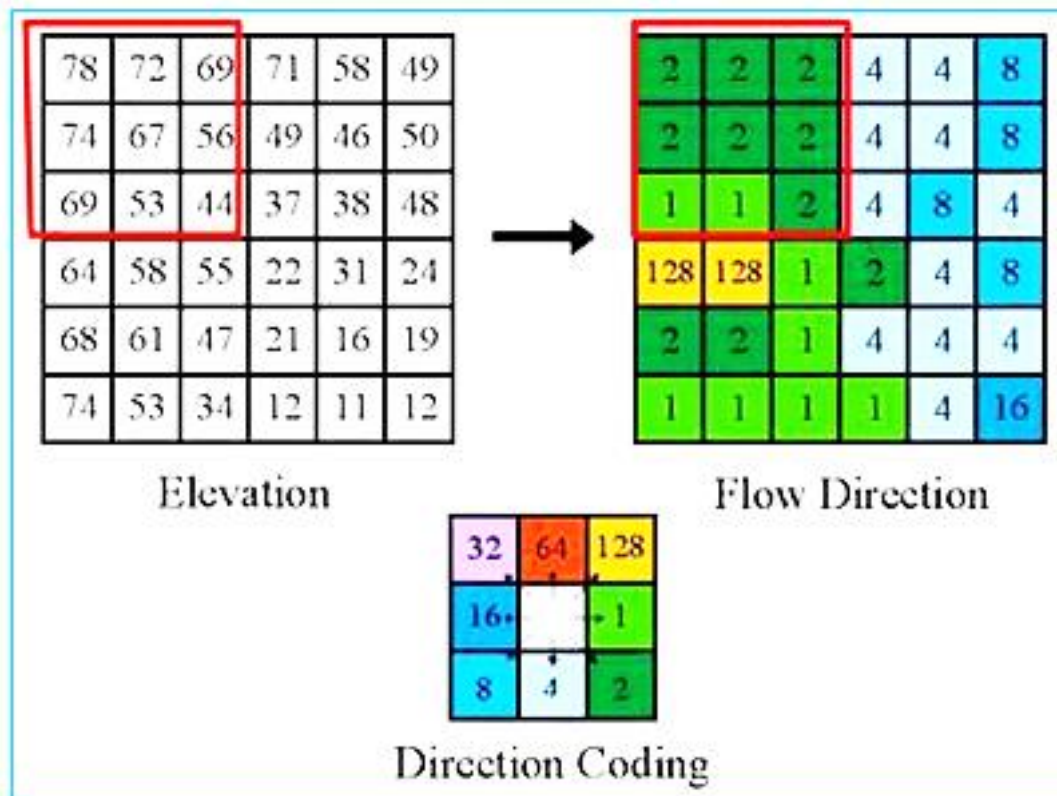 78 72 69 71 58 49
74 67 56 49 46 50
69 53 44 37 38 48
64 58 55 22 31 24
68 61 47 21 16 19
74 53 34 12 11 12
Elevation
2 2 2 4 4 8
2 2 2 4 4 8
1 1 2 4 8 4
128 128 1 2 4 8
2 2 1 4 4 4
1 1 1 1 4 16
Flow Direction
32 64 128
16 1
8 4 2
Direction Coding